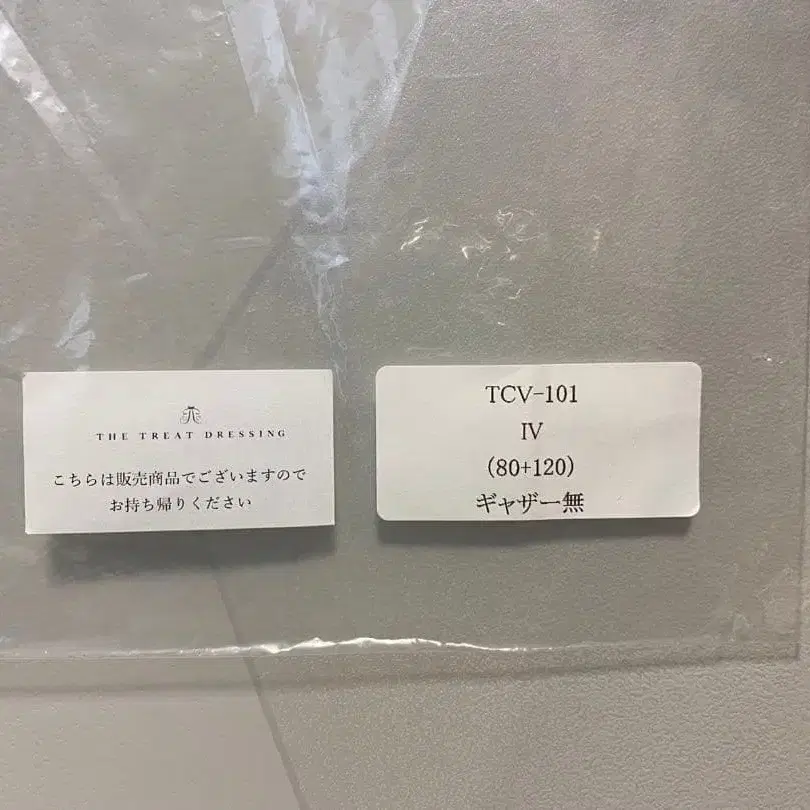 THE TREAT DRESSING
こちらは販売商品でございますので
お持ち帰りください
TCV-101
IV
(80+120)
ギャザー無